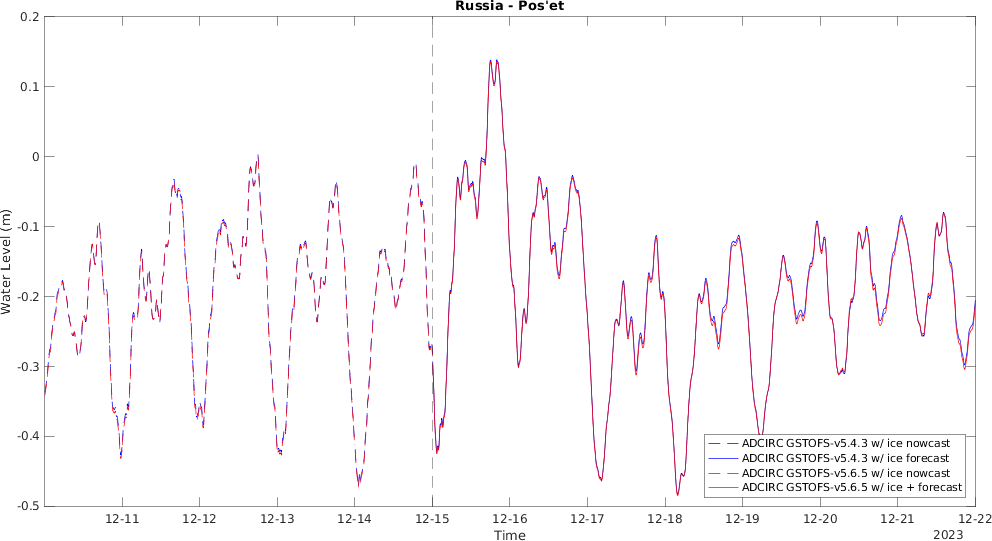 Russia - Pos'et
0.2
0.1
0
-0.1
-0.2
-0.3
-0.4
-0.5
Water Level (m)
ADCIRC GSTOFS-v5.4.3 w/ ice nowcast
ADCIRC GSTOFS-v5.4.3 w/ ice forecast
ADCIRC GSTOFS-v5.6.5 w/ ice nowcast
ADCIRC GSTOFS-v5.6.5 w/ ice + forecast
12-11 12-12 12-13 12-14 12-15 12-16 12-17 12-18 12-19 12-20 12-21 12-22
Time
2023